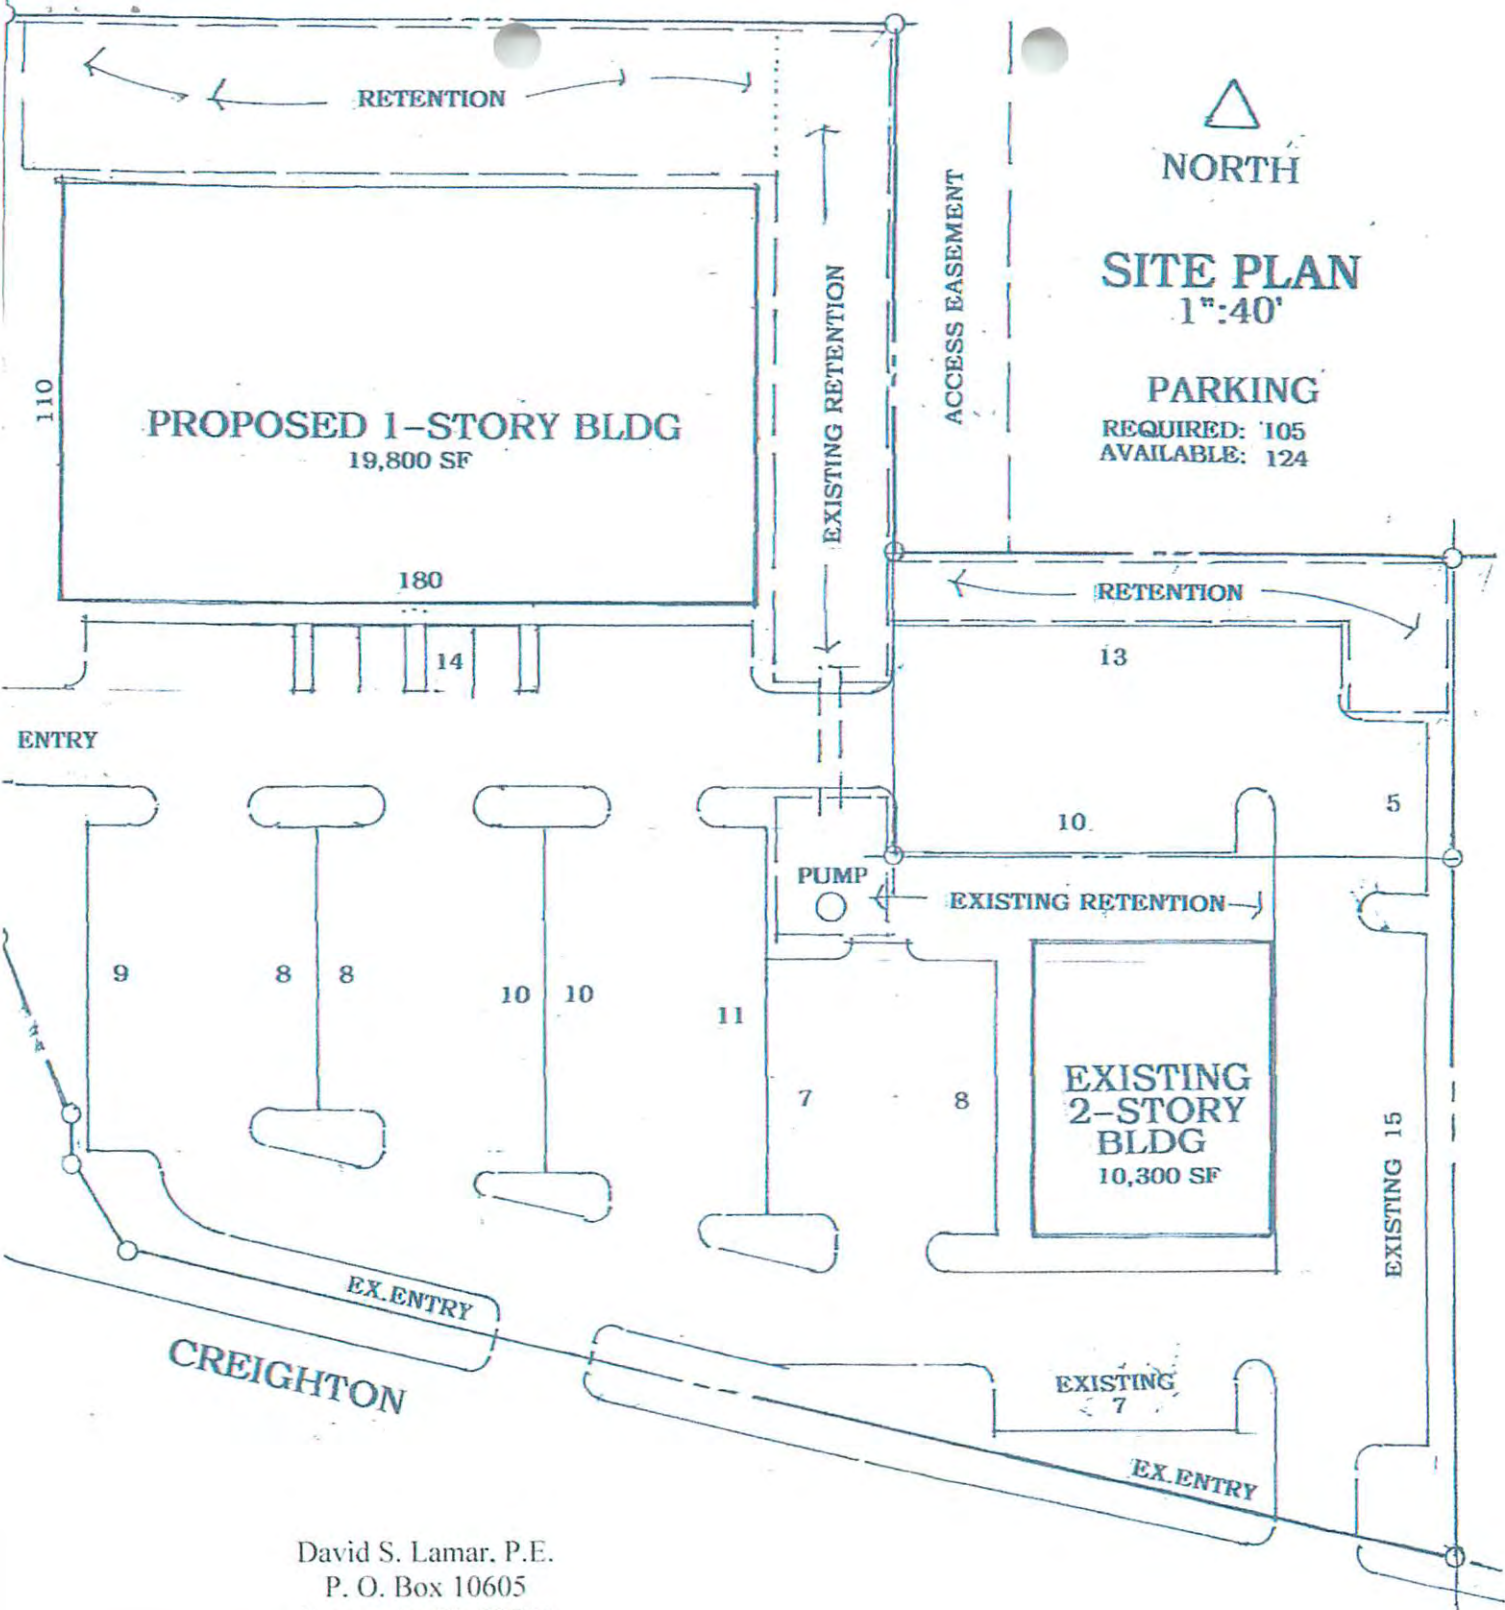 RETENTION
NORTH
SITE PLAN
1":40'
PARKING
REQUIRED: 105
AVAILABLE: 124
ACCESS EASEMENT
EXISTING RETENTION
110
PROPOSED 1-STORY BLDG
19,800 SF
180
RETENTION
14
13
ENTRY
10
5
PUMP
EXISTING RETENTION
9
8
8
10
10
11
7
8
EXISTING
2-STORY
BLDG
10,300 SF
EXISTING 15
EX.ENTRY
CREIGHTON
EXISTING
7
EX.ENTRY
David S. Lamar, P.E.
P. O. Box 10605